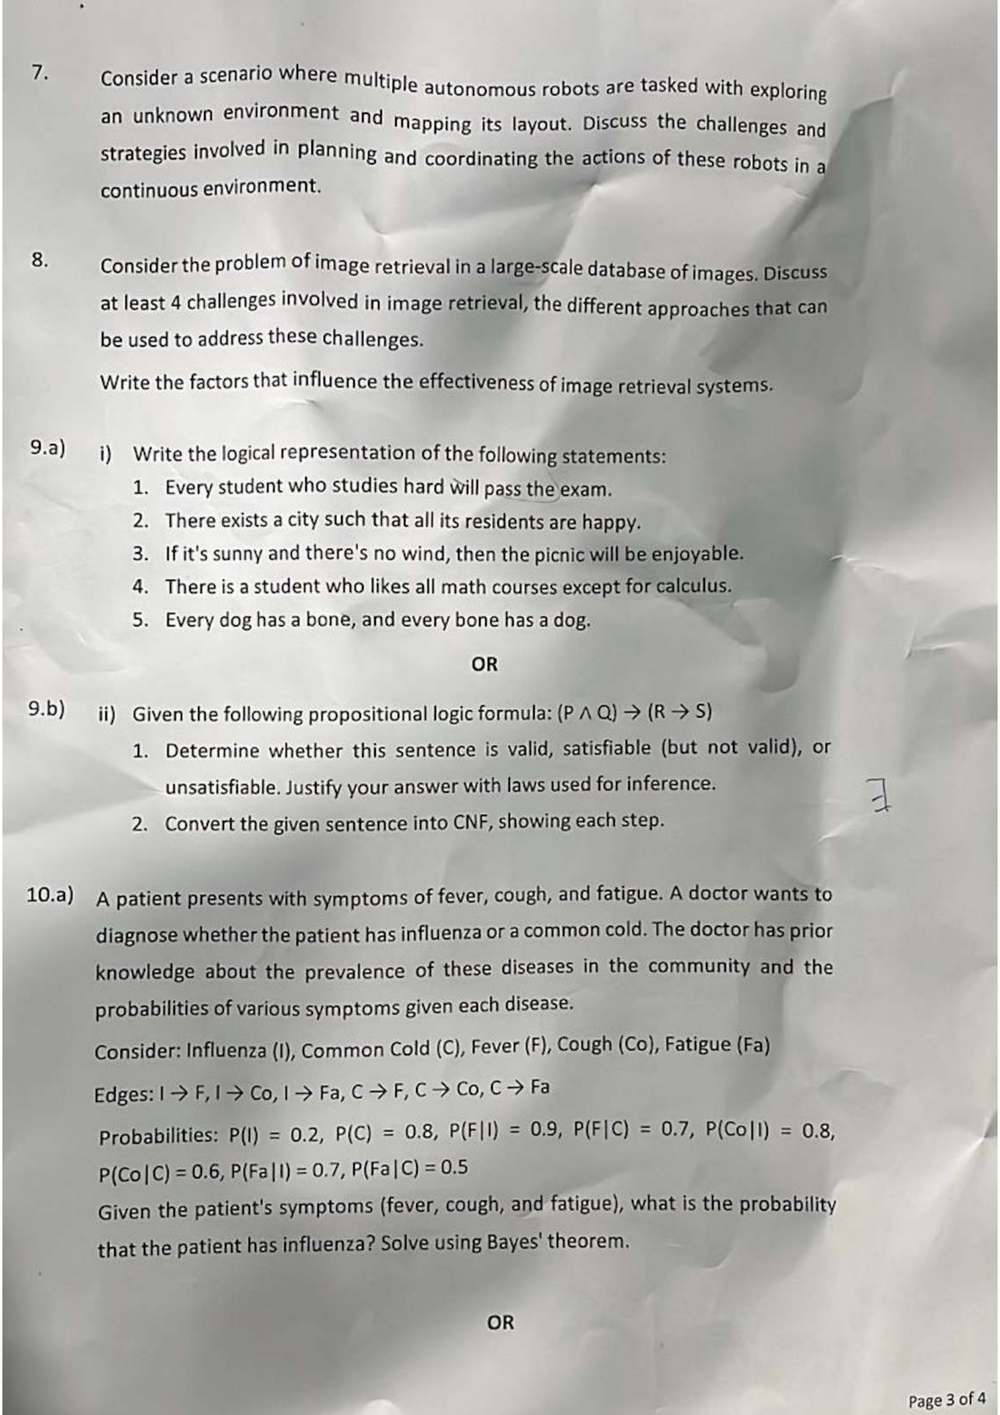 7. Consider a scenario where multiple autonomous robots are tasked with exploring
an unknown environment and mapping its layout. Discuss the challenges and
strategies involved in planning and coordinating the actions of these robots in a
continuous environment.
8. Consider the problem of image retrieval in a large-scale database of images. Discuss
at least 4 challenges involved in image retrieval, the different approaches that can
be used to address these challenges.
Write the factors that influence the effectiveness of image retrieval systems.
9.a) i) Write the logical representation of the following statements:
1. Every student who studies hard will pass the exam.
2. There exists a city such that all its residents are happy.
3. If it's sunny and there's no wind, then the picnic will be enjoyable.
4. There is a student who likes all math courses except for calculus.
5. Every dog has a bone, and every bone has a dog.
OR
9.b) ii) Given the following propositional logic formula: (P ∧ Q) → (R → S)
1. Determine whether this sentence is valid, satisfiable (but not valid), or
unsatisfiable. Justify your answer with laws used for inference.
2. Convert the given sentence into CNF, showing each step.
10.a) A patient presents with symptoms of fever, cough, and fatigue. A doctor wants to
diagnose whether the patient has influenza or a common cold. The doctor has prior
knowledge about the prevalence of these diseases in the community and the
probabilities of various symptoms given each disease.
Consider: Influenza (I), Common Cold (C), Fever (F), Cough (Co), Fatigue (Fa)
Edges: I → F, I → Co, I → Fa, C → F, C → Co, C → Fa
Probabilities: P(I) = 0.2, P(C) = 0.8, P(F|I) = 0.9, P(F|C) = 0.7, P(Co|I) = 0.8,
P(Co|C) = 0.6, P(Fa|I) = 0.7, P(Fa|C) = 0.5
Given the patient's symptoms (fever, cough, and fatigue), what is the probability
that the patient has influenza? Solve using Bayes' theorem.
OR
Page 3 of 4